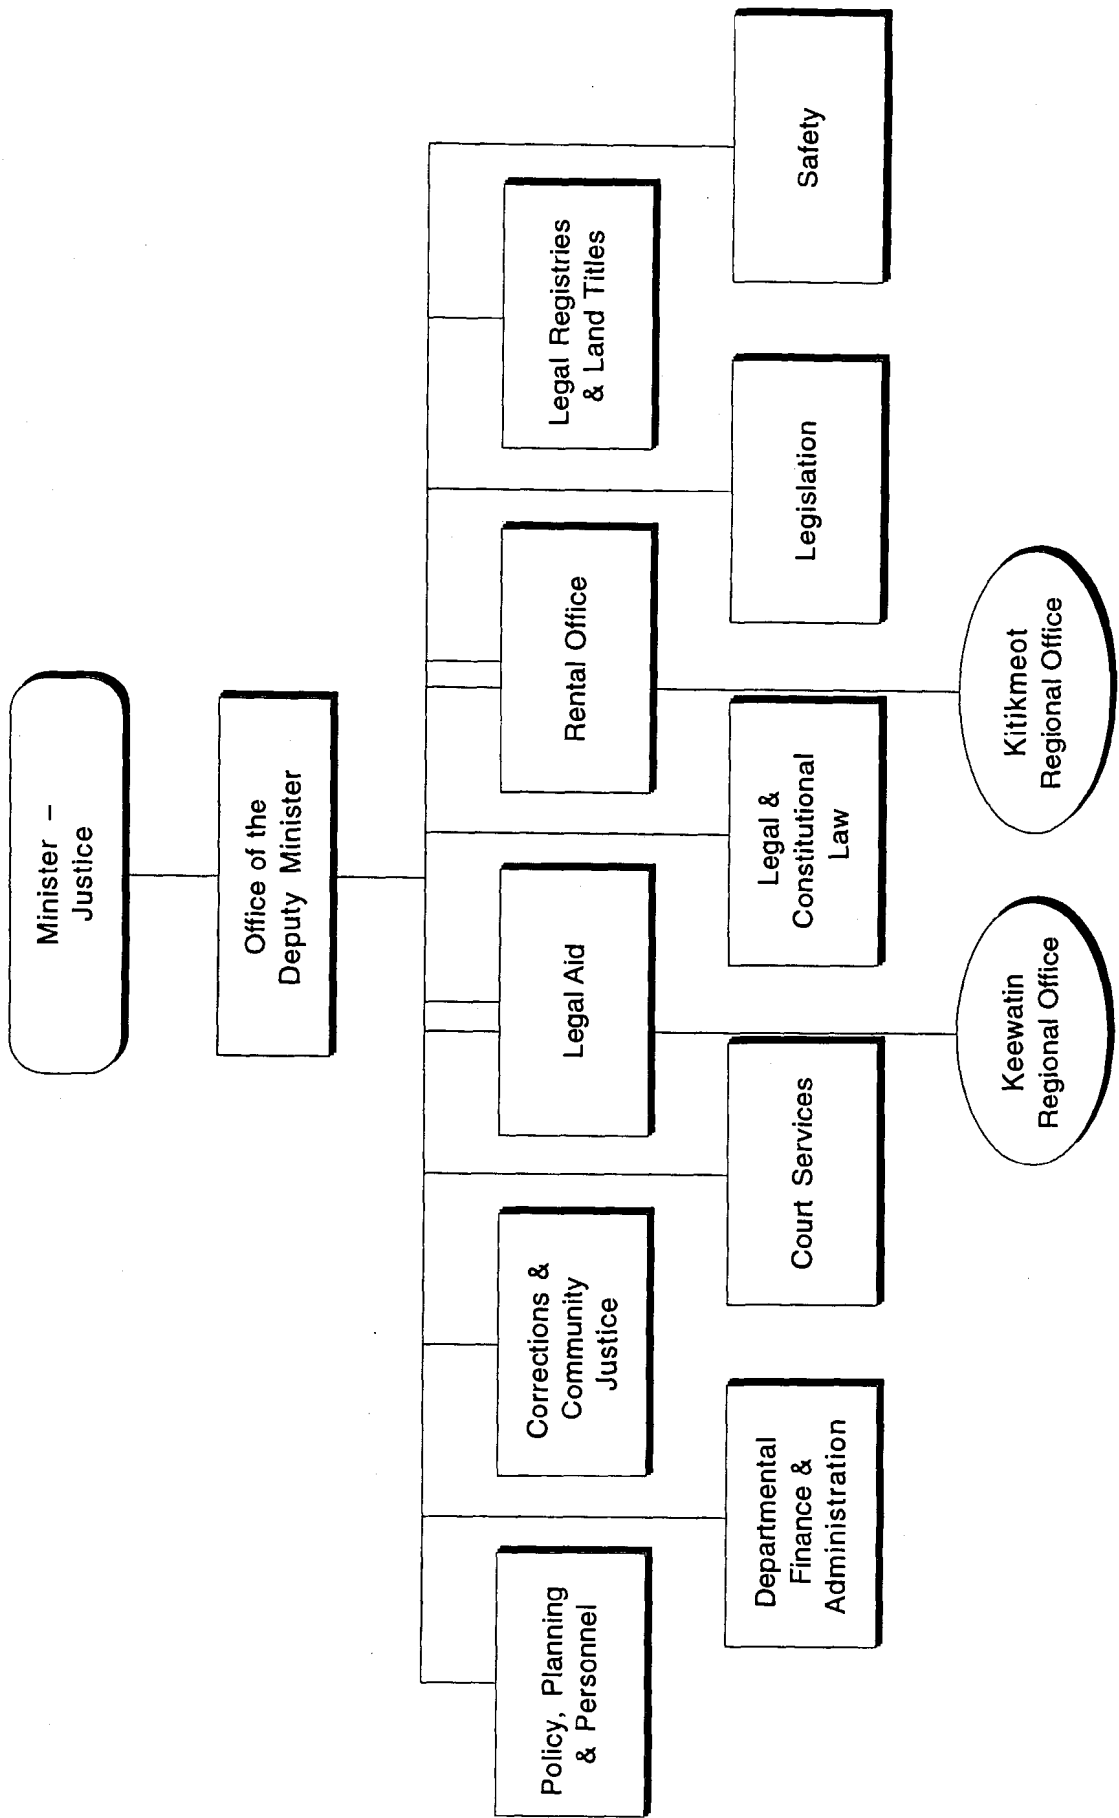 Minister –
Justice
Office of the
Deputy Minister
Policy, Planning
& Personnel
Corrections &
Community
Justice
Legal Aid
Rental Office
Legal Registries
& Land Titles
Departmental
Finance &
Administration
Court Services
Legal &
Constitutional
Law
Legislation
Safety
Keewatin
Regional Office
Kitikmeot
Regional Office